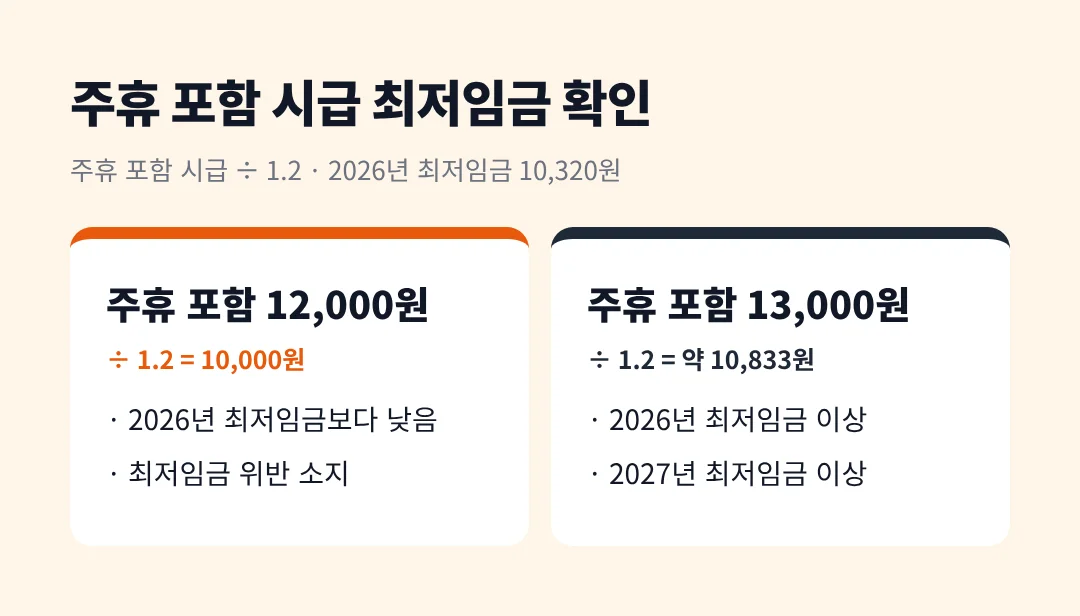 주휴 포함 시급 최저임금 확인
주휴 포함 시급 ÷ 1.2 · 2026년 최저임금 10,320원
주휴 포함 12,000원
÷ 1.2 = 10,000원
· 2026년 최저임금보다 낮음
· 최저임금 위반 소지
주휴 포함 13,000원
÷ 1.2 = 약 10,833원
· 2026년 최저임금 이상
· 2027년 최저임금 이상